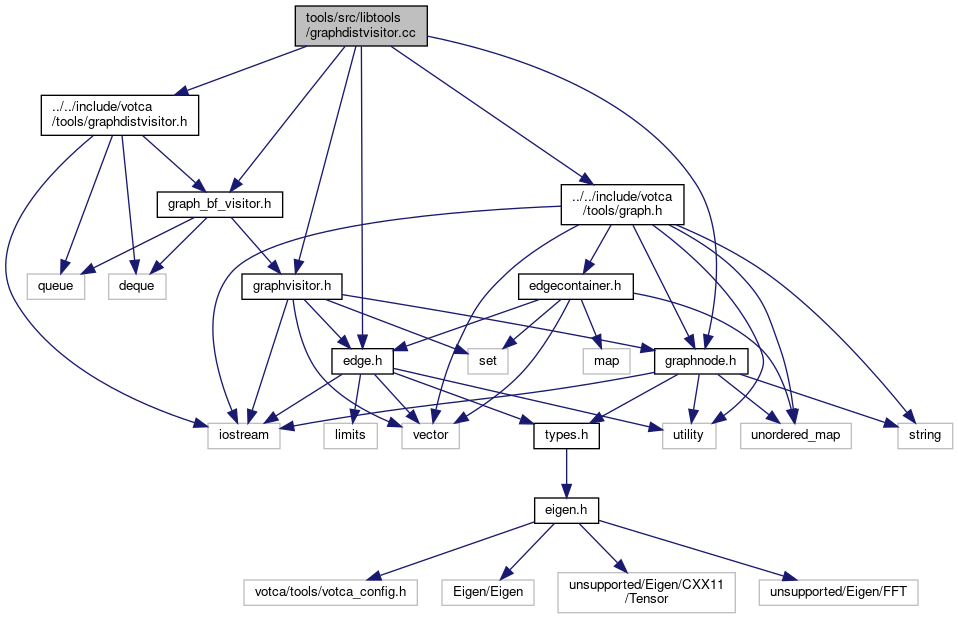 tools/src/libtools
/graphdistvisitor.cc
../../include/votca
/tools/graphdistvisitor.h
graph_bf_visitor.h
../../include/votca
/tools/graph.h
queue
deque
graphvisitor.h
edgecontainer.h
edge.h
set
map
graphnode.h
iostream
limits
vector
types.h
utility
unordered_map
string
eigen.h
votca/tools/votca_config.h
Eigen/Eigen
unsupported/Eigen/CXX11
/Tensor
unsupported/Eigen/FFT